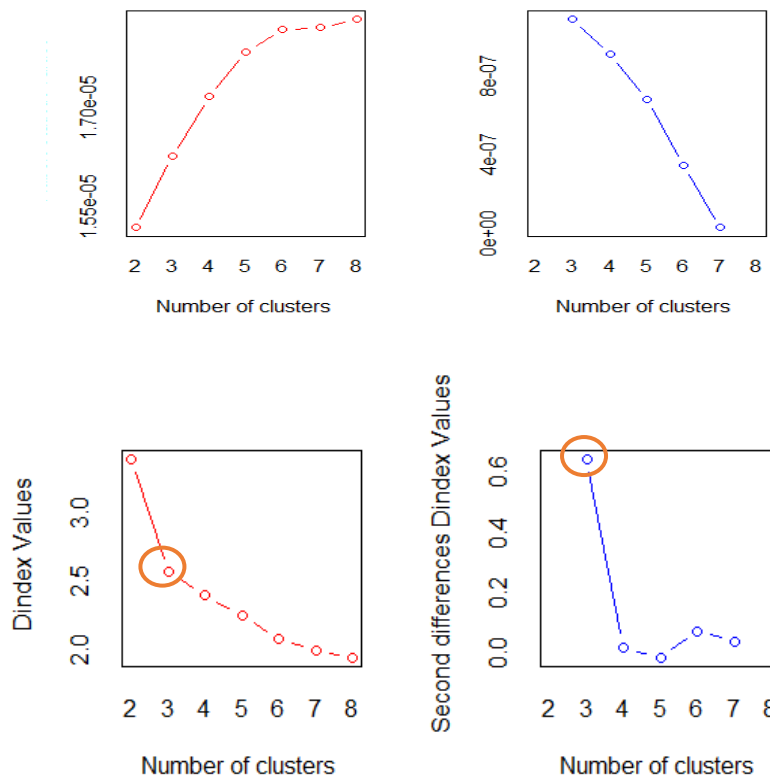 1.70e-05
1.55e-05
2 3 4 5 6 7 8
Number of clusters
8e-07
4e-07
0e+00
2 3 4 5 6 7 8
Number of clusters
Dindex Values
3.0
2.5
2.0
2 3 4 5 6 7 8
Number of clusters
Second differences Dindex Values
0.6
0.4
0.2
0.0
2 3 4 5 6 7 8
Number of clusters